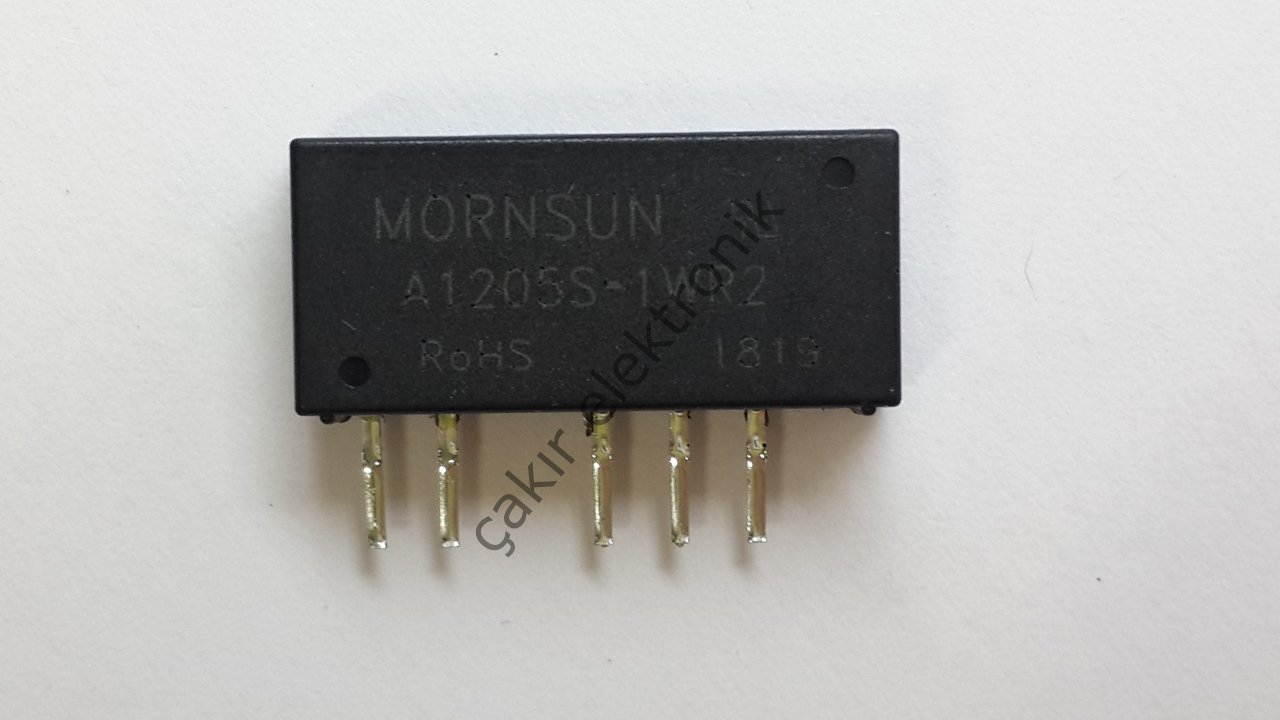 MORNSUN
A1205S-1WR2
RoHS 1819
çakır elektronik